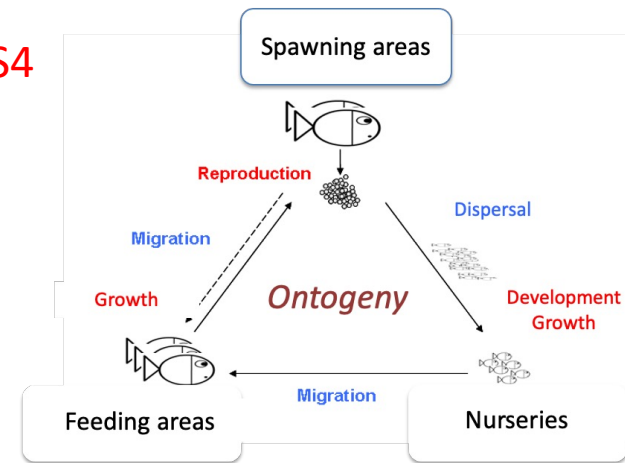 S4
Spawning areas
Reproduction
Dispersal
Migration
Ontogeny
Growth
Development
Growth
Migration
Feeding areas
Nurseries